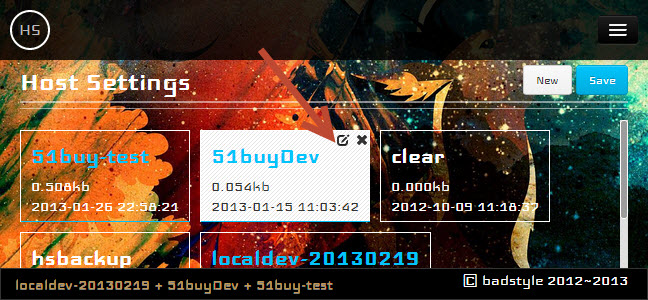 HS
Host Settings
New
Save
51buy-test
0.508kb
2013-01-26 22:58:21
51buyDev
0.054kb
2013-01-15 11:03:42
clear
0.000kb
2012-10-09 11:18:37
hsbackup
localdev-20130219
localdev-20130219 + 51buyDev + 51buy-test
© badstyle 2012~2013